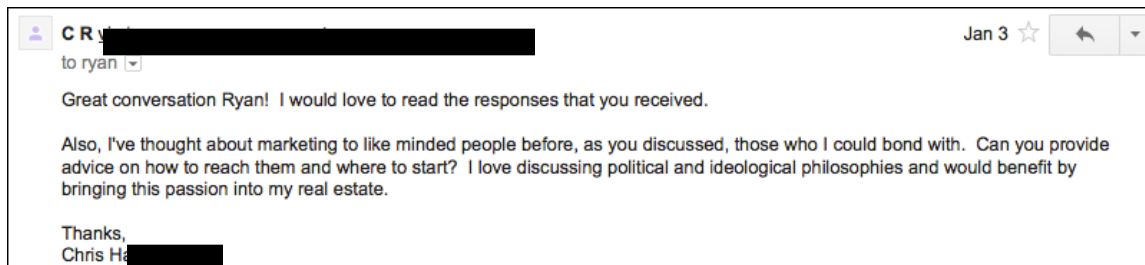 C R
Jan 3
to ryan
Great conversation Ryan!  I would love to read the responses that you received.
Also, I've thought about marketing to like minded people before, as you discussed, those who I could bond with.  Can you provide
advice on how to reach them and where to start?  I love discussing political and ideological philosophies and would benefit by
bringing this passion into my real estate.
Thanks,
Chris